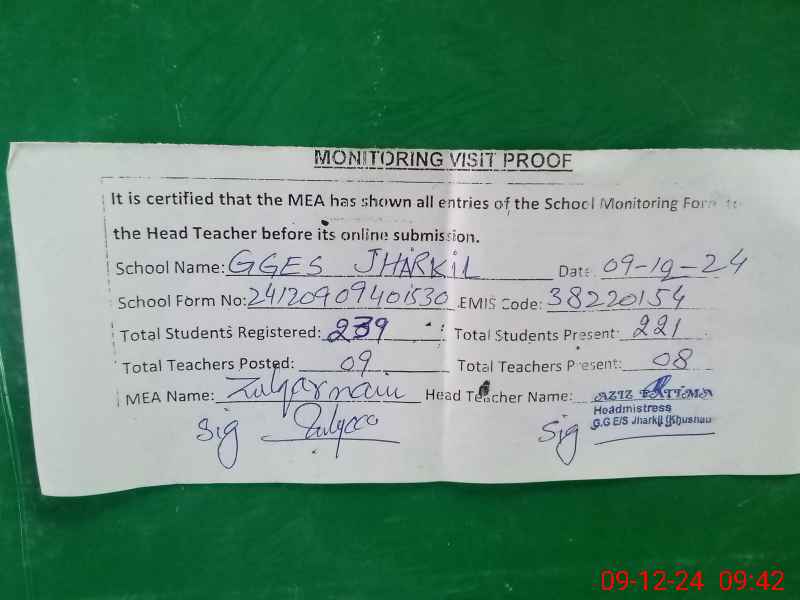 MONITORING VISIT PROOF
It is certified that the MEA has shown all entries of the School Monitoring Form to
the Head Teacher before its online submission.
School Name: GGES JHARKIL Date: 09-12-24
School Form No: 24120909401530 EMIS Code: 38220154
Total Students Registered: 239 Total Students Present: 221
Total Teachers Posted: 09 Total Teachers Present: 08
MEA Name: Zulqarnain Head Teacher Name: AZIZ FATIMA
Headmistress
Sig Sig G.G E/S Jharkil (Khushab
09-12-24 09:42